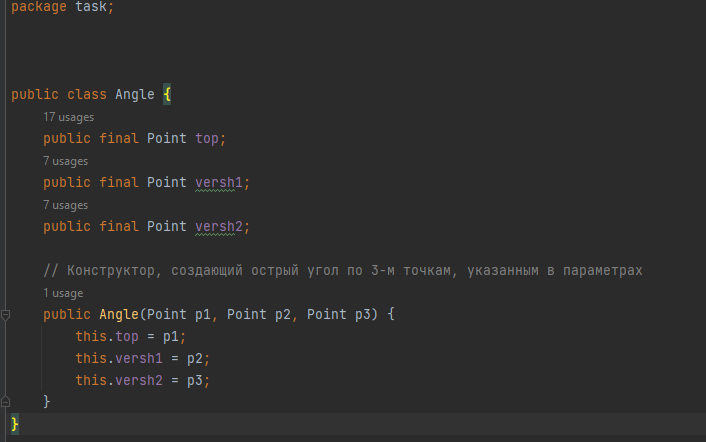 package task;
public class Angle {
17 usages
public final Point top;
7 usages
public final Point versh1;
7 usages
public final Point versh2;
// Конструктор, создающий острый угол по 3-м точкам, указанным в параметрах
1 usage
public Angle(Point p1, Point p2, Point p3) {
this.top = p1;
this.versh1 = p2;
this.versh2 = p3;
}
}